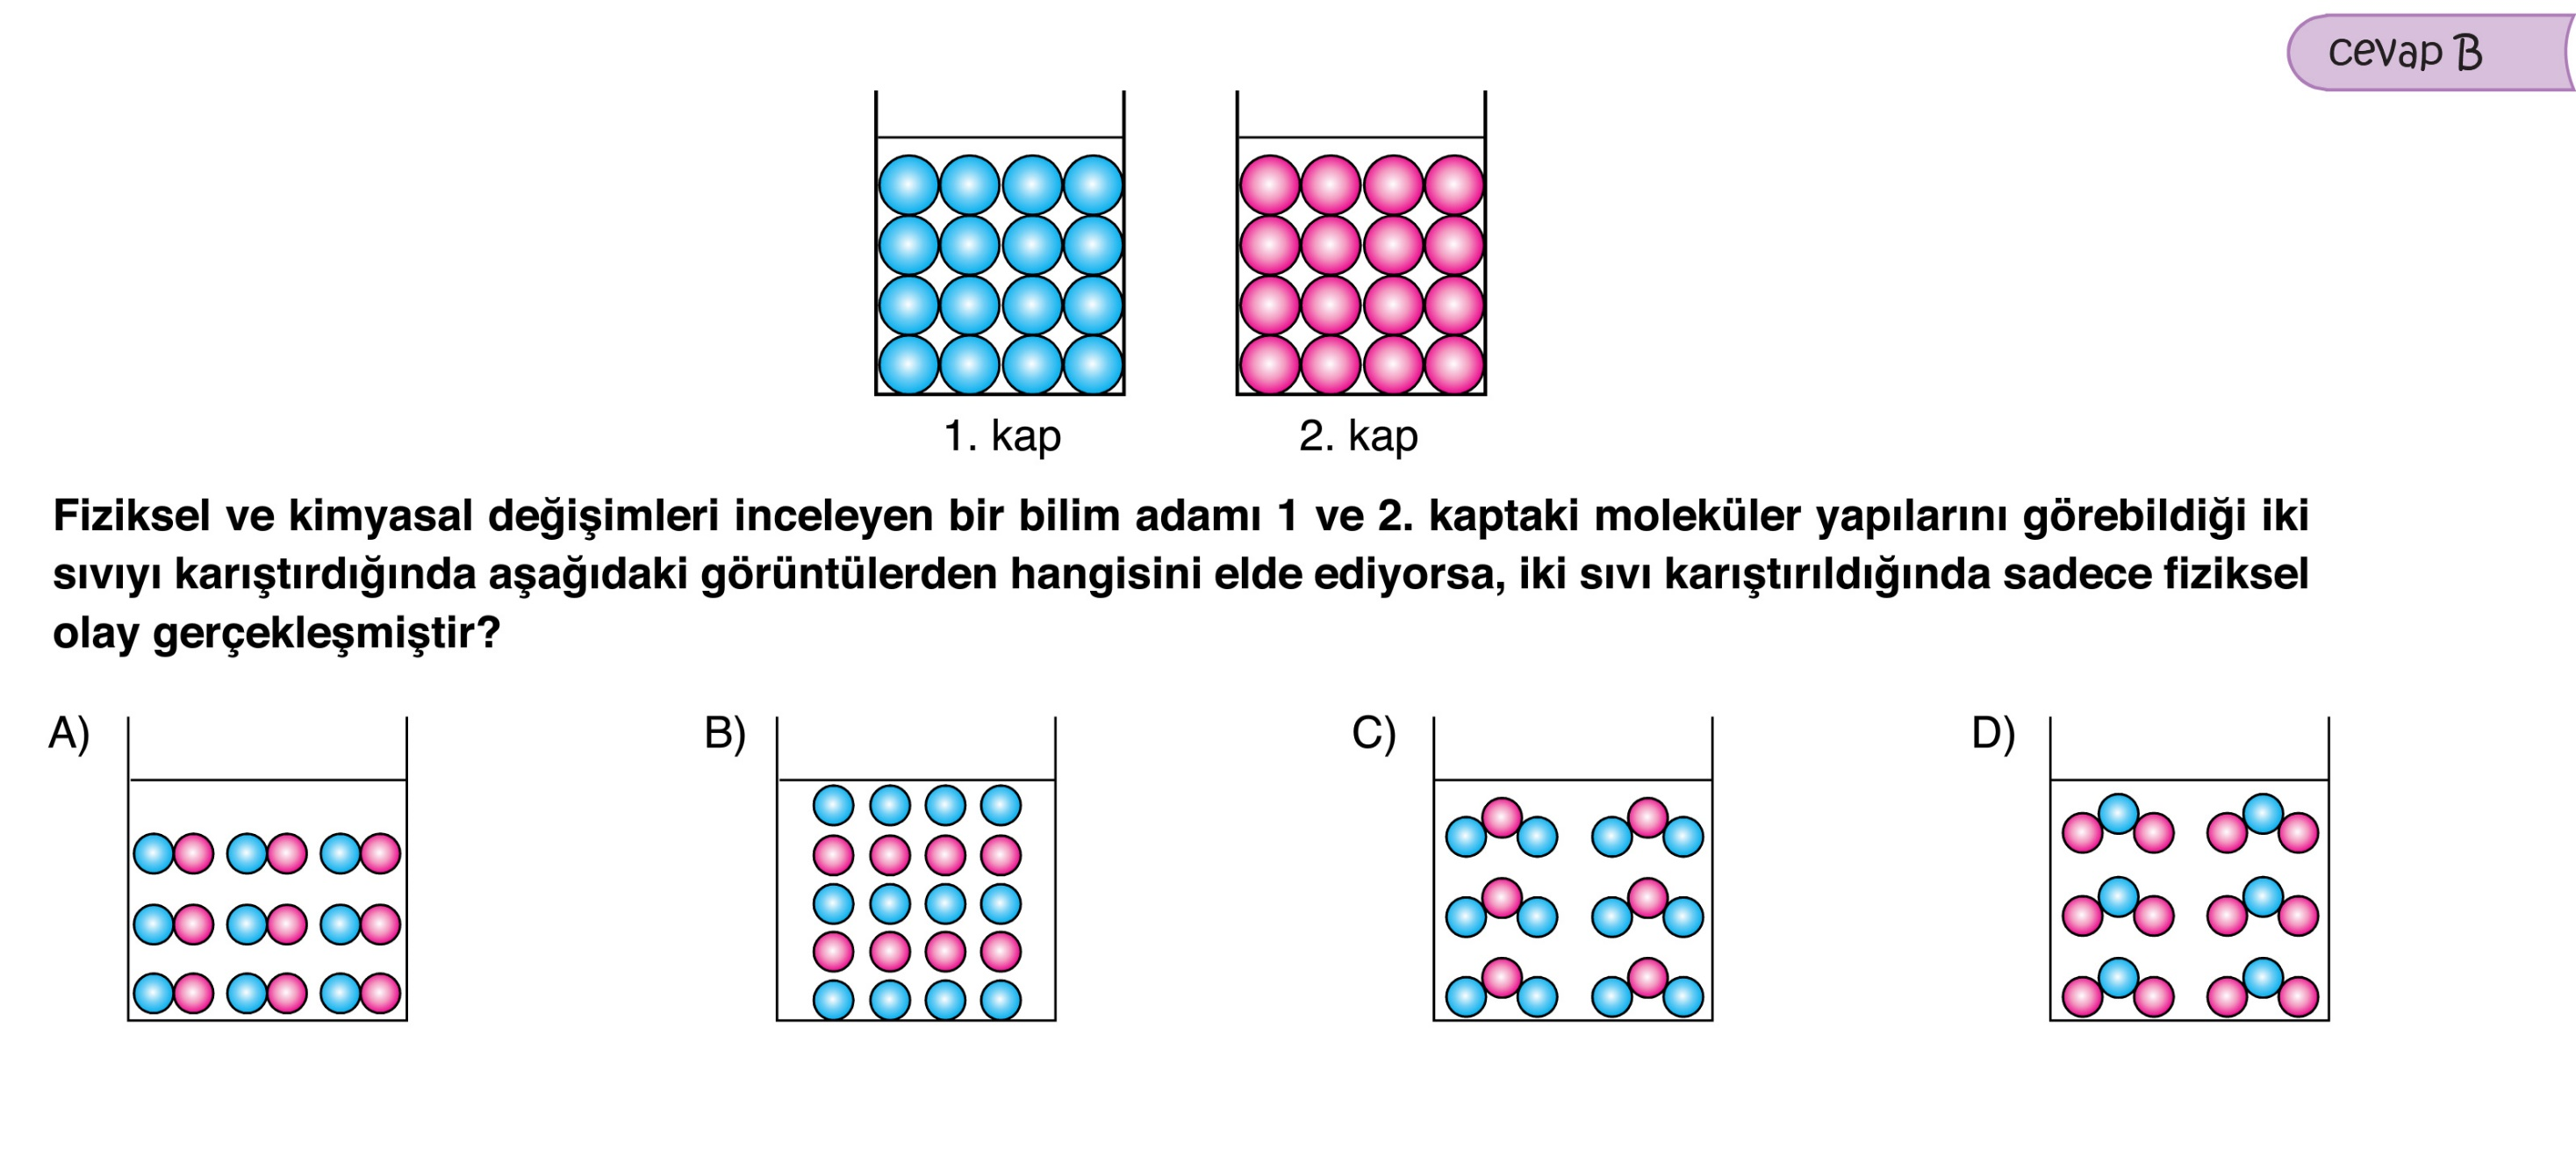 cevap B
1. kap
2. kap
Fiziksel ve kimyasal değişimleri inceleyen bir bilim adamı 1 ve 2. kaptaki moleküler yapılarını görebildiği iki
sıvıyı karıştırdığında aşağıdaki görüntülerden hangisini elde ediyorsa, iki sıvı karıştırıldığında sadece fiziksel
olay gerçekleşmiştir?
A)
B)
C)
D)